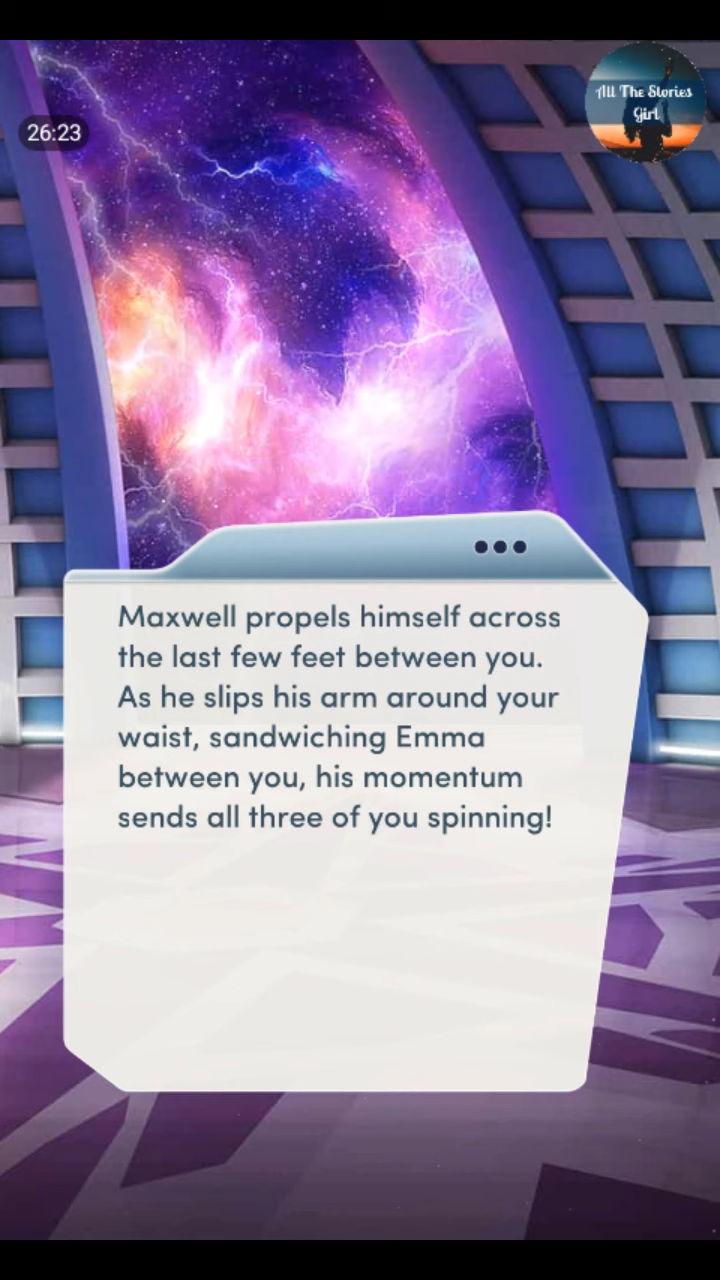 All The Stories
Girl
26:23
Maxwell propels himself across
the last few feet between you.
As he slips his arm around your
waist, sandwiching Emma
between you, his momentum
sends all three of you spinning!